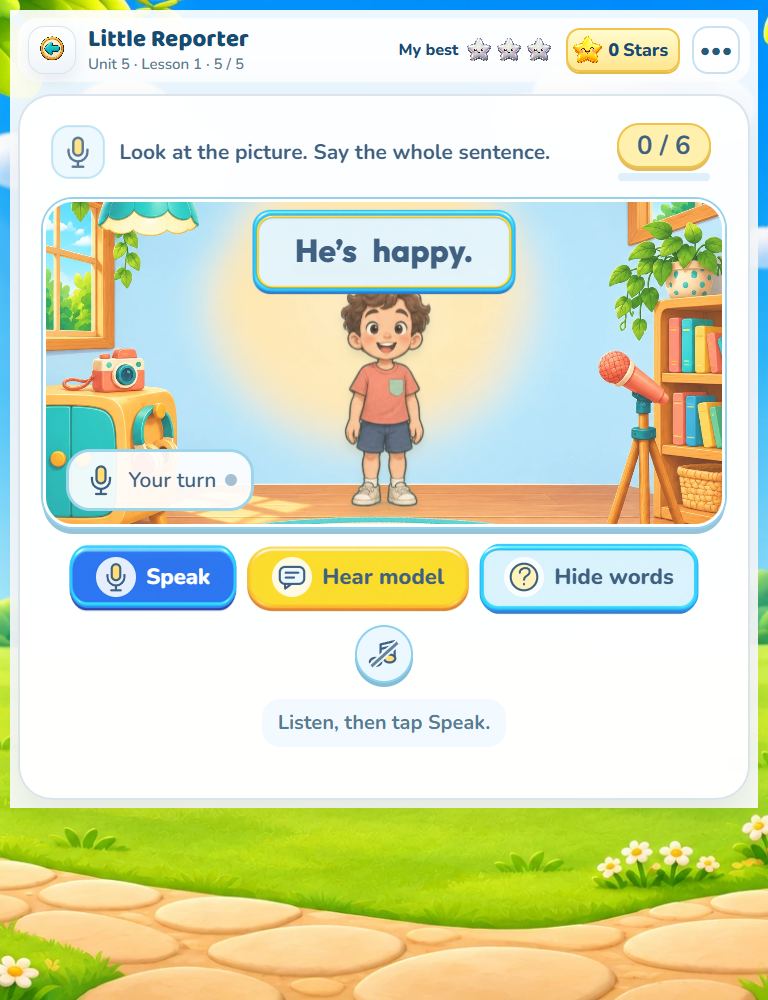 Little Reporter
Unit 5 · Lesson 1 · 5 / 5
My best
0 Stars
Look at the picture. Say the whole sentence.
0 / 6
He’s happy.
Your turn
Speak
Hear model
Hide words
Listen, then tap Speak.